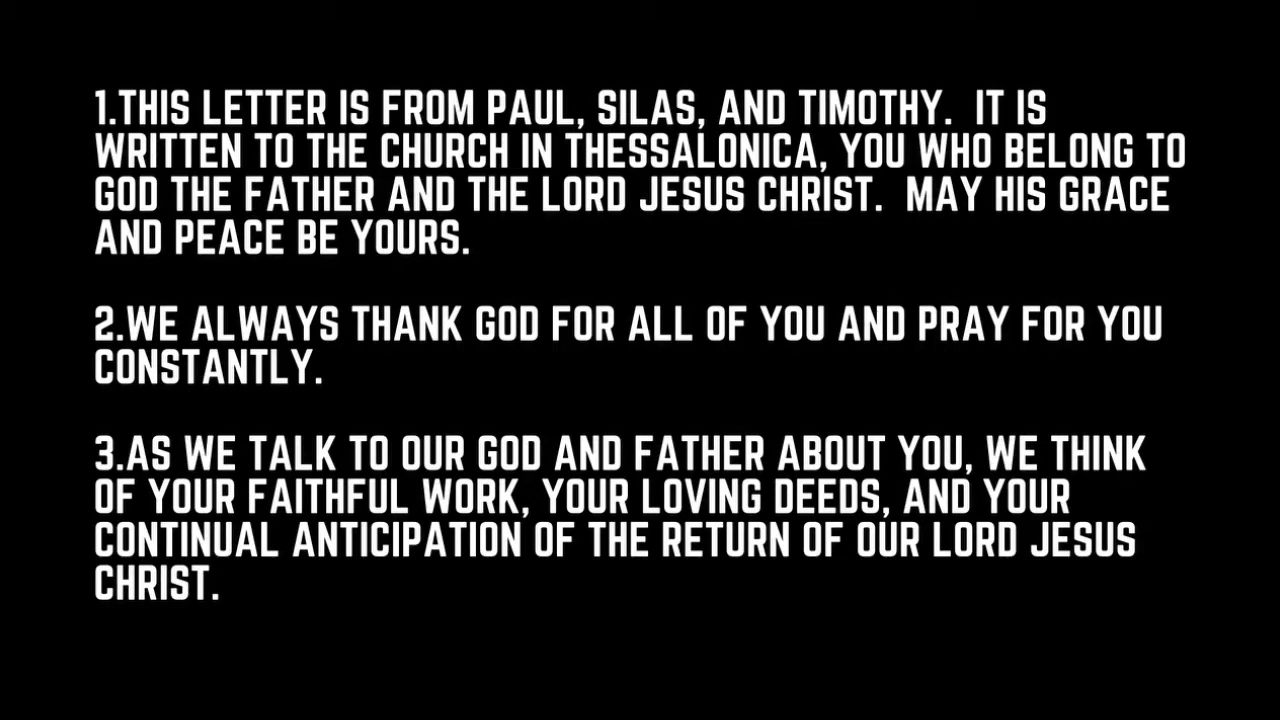 1.THIS LETTER IS FROM PAUL, SILAS, AND TIMOTHY.  IT IS
WRITTEN TO THE CHURCH IN THESSALONICA, YOU WHO BELONG TO
GOD THE FATHER AND THE LORD JESUS CHRIST.  MAY HIS GRACE
AND PEACE BE YOURS.
2.WE ALWAYS THANK GOD FOR ALL OF YOU AND PRAY FOR YOU
CONSTANTLY.
3.AS WE TALK TO OUR GOD AND FATHER ABOUT YOU, WE THINK
OF YOUR FAITHFUL WORK, YOUR LOVING DEEDS, AND YOUR
CONTINUAL ANTICIPATION OF THE RETURN OF OUR LORD JESUS
CHRIST.